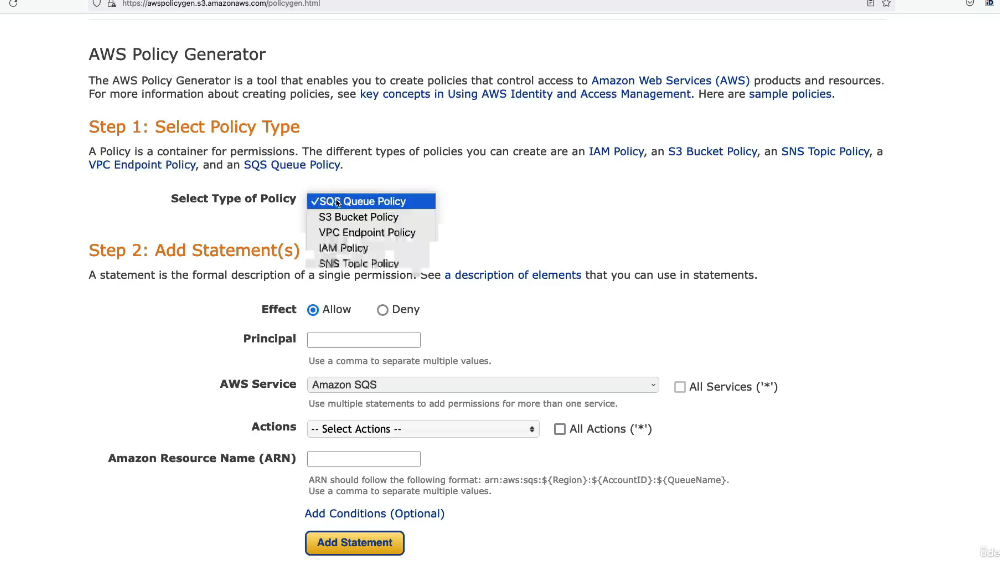 https://awspolicygen.s3.amazonaws.com/policygen.html
AWS Policy Generator
The AWS Policy Generator is a tool that enables you to create policies that control access to Amazon Web Services (AWS) products and resources.
For more information about creating policies, see key concepts in Using AWS Identity and Access Management. Here are sample policies.
Step 1: Select Policy Type
A Policy is a container for permissions. The different types of policies you can create are an IAM Policy, an S3 Bucket Policy, an SNS Topic Policy, a
VPC Endpoint Policy, and an SQS Queue Policy.
Select Type of Policy
✓SQS Queue Policy
S3 Bucket Policy
VPC Endpoint Policy
IAM Policy
SNS Topic Policy
Step 2: Add Statement(s)
A statement is the formal description of a single permission. See a description of elements that you can use in statements.
Effect Allow Deny
Principal
Use a comma to separate multiple values.
AWS Service Amazon SQS All Services ('*')
Use multiple statements to add permissions for more than one service.
Actions -- Select Actions -- All Actions ('*')
Amazon Resource Name (ARN)
ARN should follow the following format: arn:aws:sqs:${Region}:${AccountID}:${QueueName}.
Use a comma to separate multiple values.
Add Conditions (Optional)
Add Statement